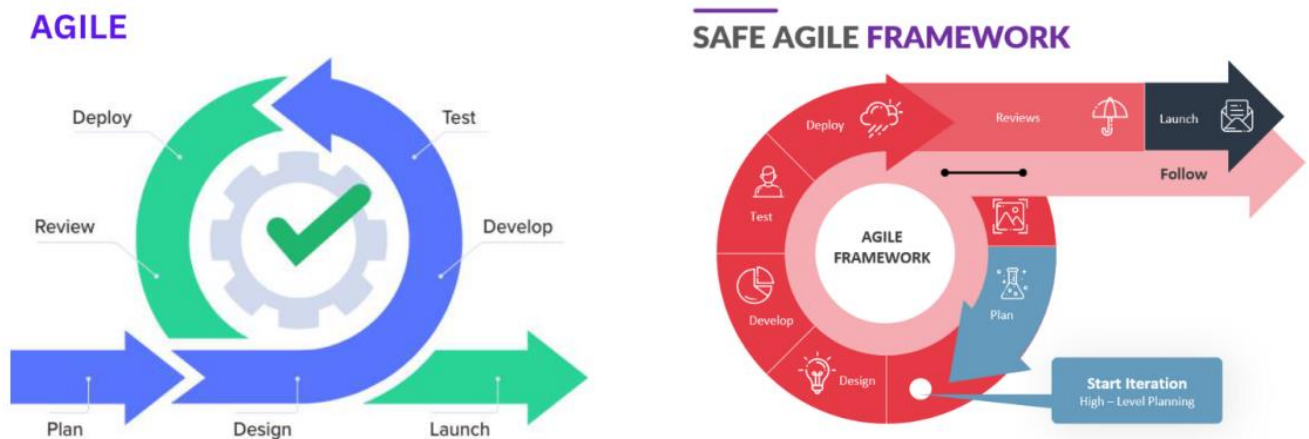 AGILE
Deploy
Test
Review
Develop
Plan
Design
Launch
SAFE AGILE FRAMEWORK
Deploy
Reviews
Launch
Follow
Test
AGILE
FRAMEWORK
Develop
Plan
Design
Start Iteration
High – Level Planning